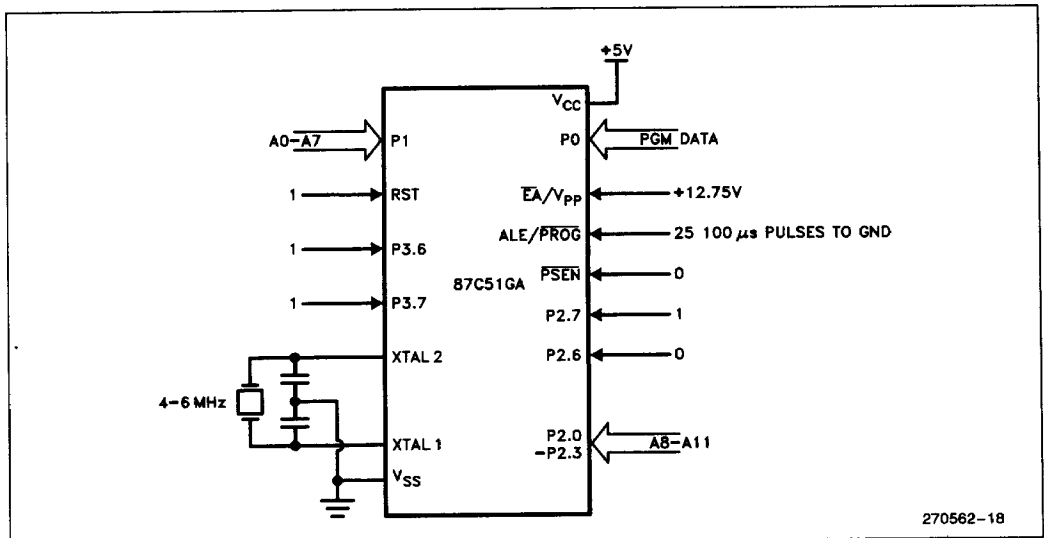 +5V
VCC
A0-A7
P1
P0
PGM DATA
1
RST
EA/VPP
+12.75V
ALE/PROG
25 100 μs PULSES TO GND
1
P3.6
PSEN
0
87C51GA
1
P3.7
P2.7
1
XTAL 2
P2.6
0
4-6 MHz
XTAL 1
P2.0
-P2.3
A8-A11
VSS
270562-18